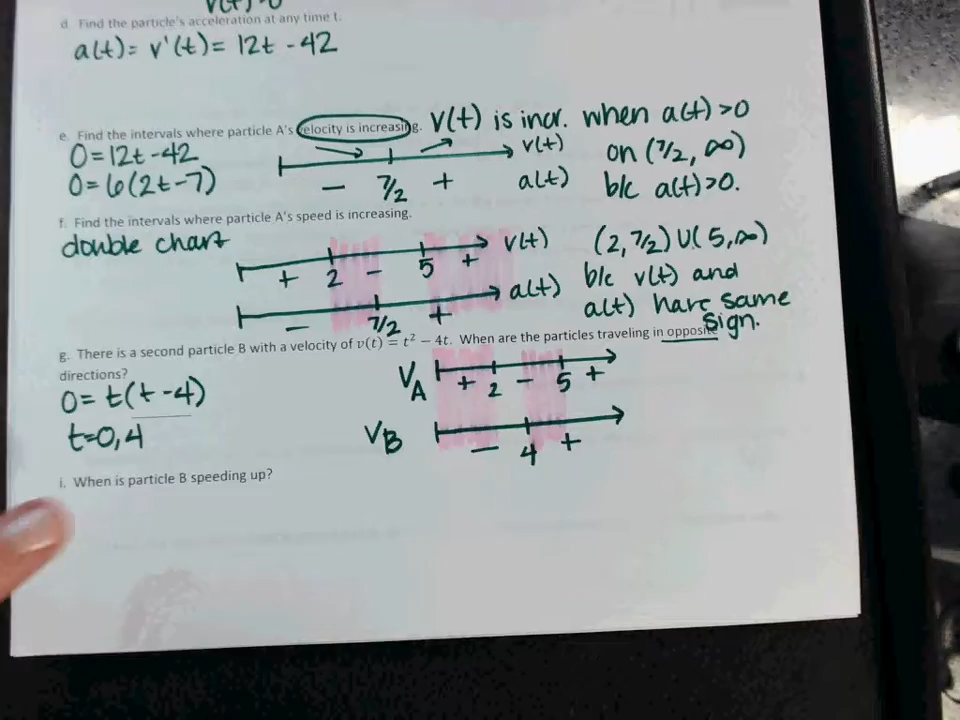 d. Find the particle's acceleration at any time t.
a(t) = v'(t) = 12t - 42
e. Find the intervals where particle A's velocity is increasing. v(t) is incr. when a(t) >0
0 = 12t - 42
v(t)
on (7/2, ∞)
0 = 6(2t - 7)
− 7/2 +
a(t)
b/c a(t)>0.
f. Find the intervals where particle A's speed is increasing.
double chart
+ 2 − 5 + v(t)
(2, 7/2) U (5, ∞)
− 7/2 + a(t)
b/c v(t) and
a(t) have same
sign.
g. There is a second particle B with a velocity of v(t) = t² − 4t. When are the particles traveling in opposite
directions?
0 = t(t - 4)
VA + 2 − 5 +
t=0,4
VB − 4 +
i. When is particle B speeding up?